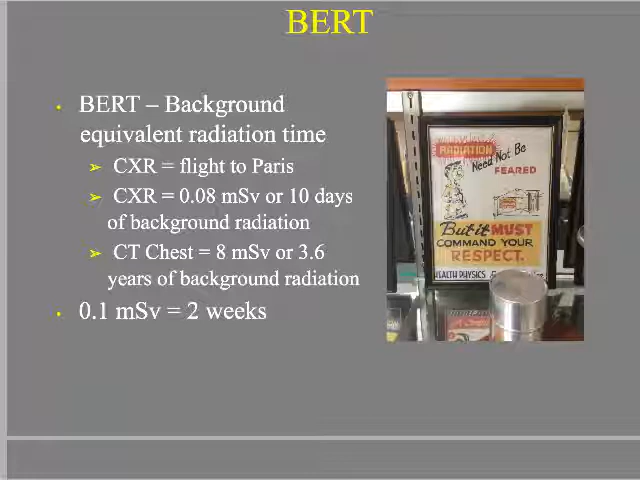 BERT
BERT – Background
equivalent radiation time
CXR = flight to Paris
CXR = 0.08 mSv or 10 days
of background radiation
CT Chest = 8 mSv or 3.6
years of background radiation
0.1 mSv = 2 weeks
RADIATION
Need Not Be
FEARED
But it MUST
COMMAND YOUR
RESPECT.
HEALTH PHYSICS